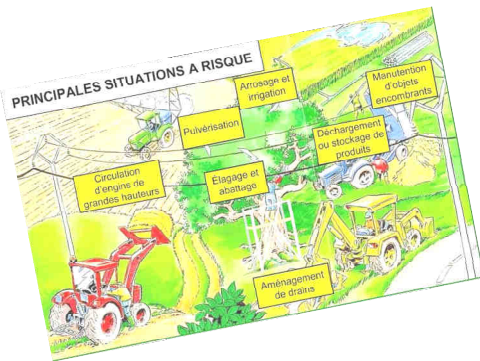 PRINCIPALES SITUATIONS A RISQUE
Arrosage et
irrigation
Manutention
d'objets
encombrants
Pulvérisation
Déchargement
ou stockage de
produits
Circulation
d'engins de
grandes hauteurs
Élagage et
abattage
Aménagement
de drains